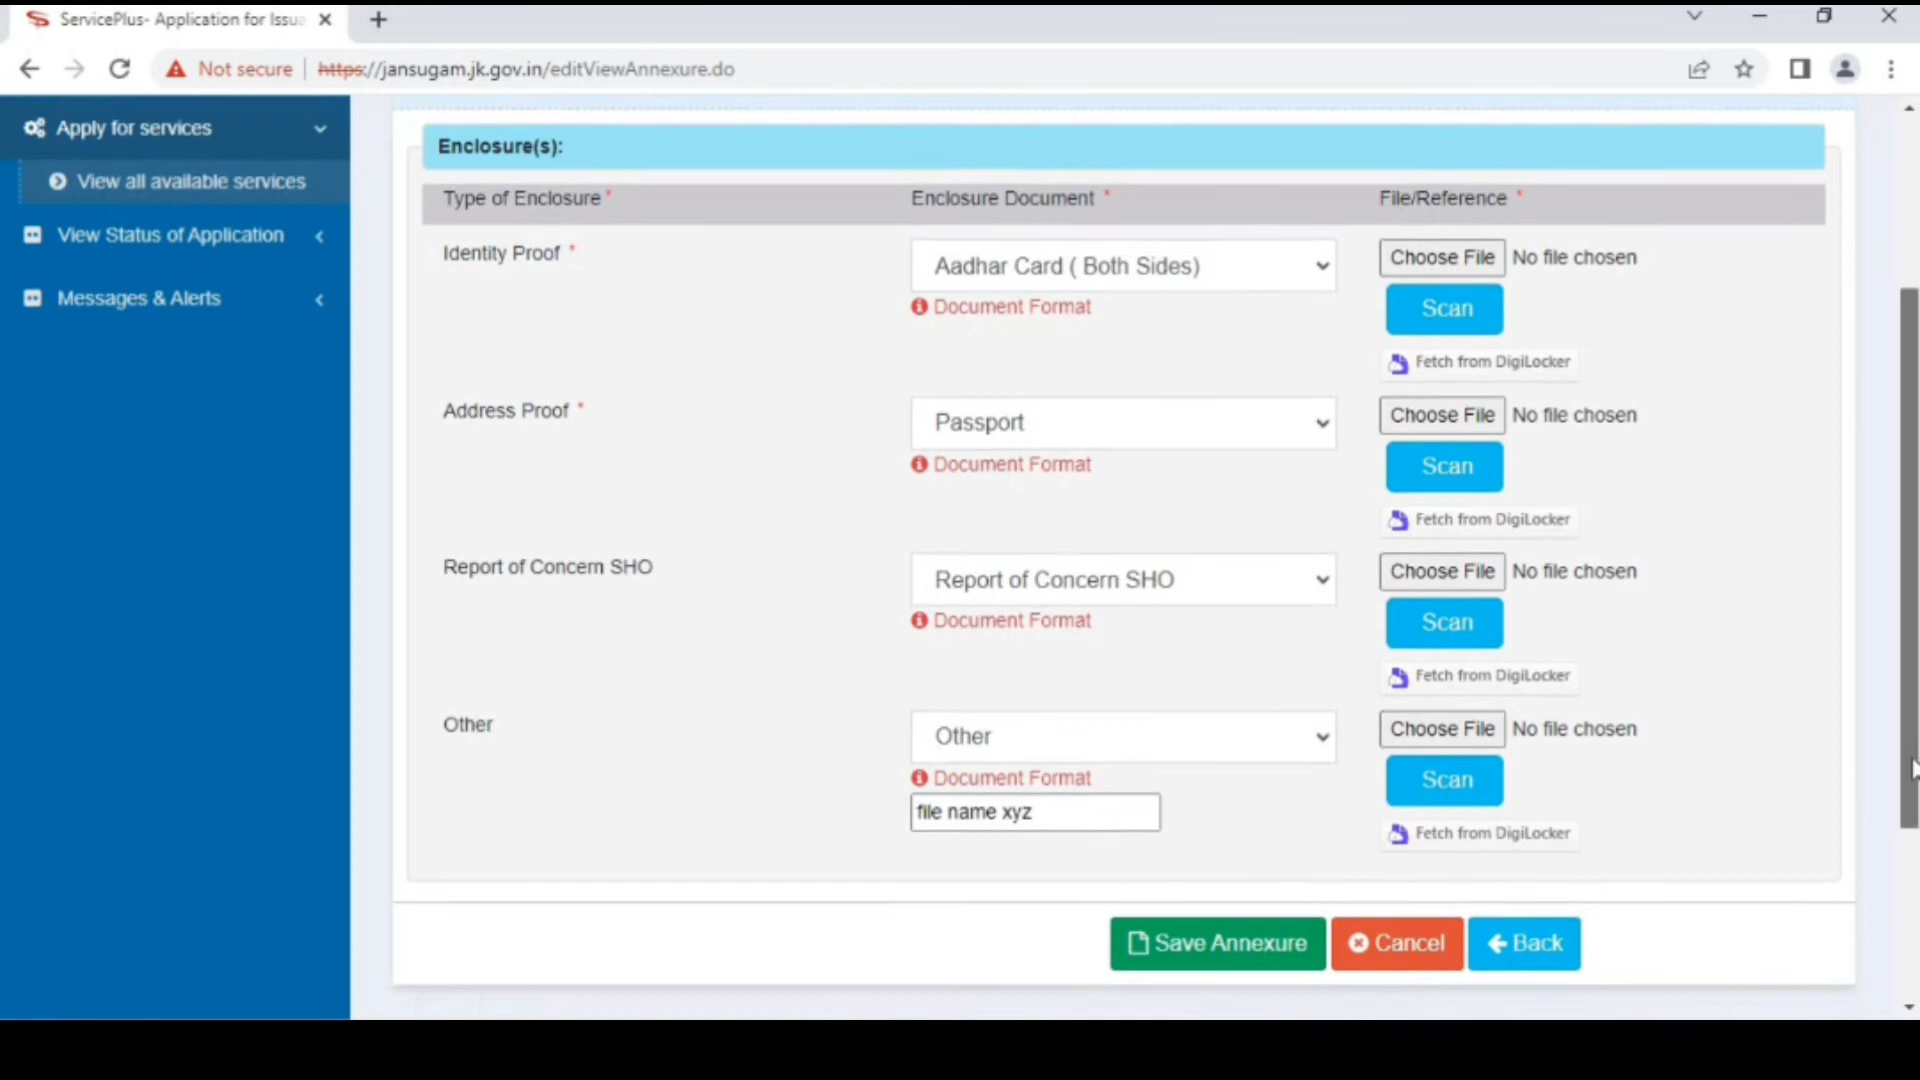 ServicePlus- Application for Issua
Not secure
https://jansugam.jk.gov.in/editViewAnnexure.do
Apply for services
View all available services
View Status of Application
Messages & Alerts
Enclosure(s):
Type of Enclosure * Enclosure Document * File/Reference *
Identity Proof * Aadhar Card ( Both Sides) Choose File No file chosen
Document Format Scan
Fetch from DigiLocker
Address Proof * Passport Choose File No file chosen
Document Format Scan
Fetch from DigiLocker
Report of Concern SHO Report of Concern SHO Choose File No file chosen
Document Format Scan
Fetch from DigiLocker
Other Other Choose File No file chosen
Document Format Scan
file name xyz
Fetch from DigiLocker
Save Annexure Cancel Back